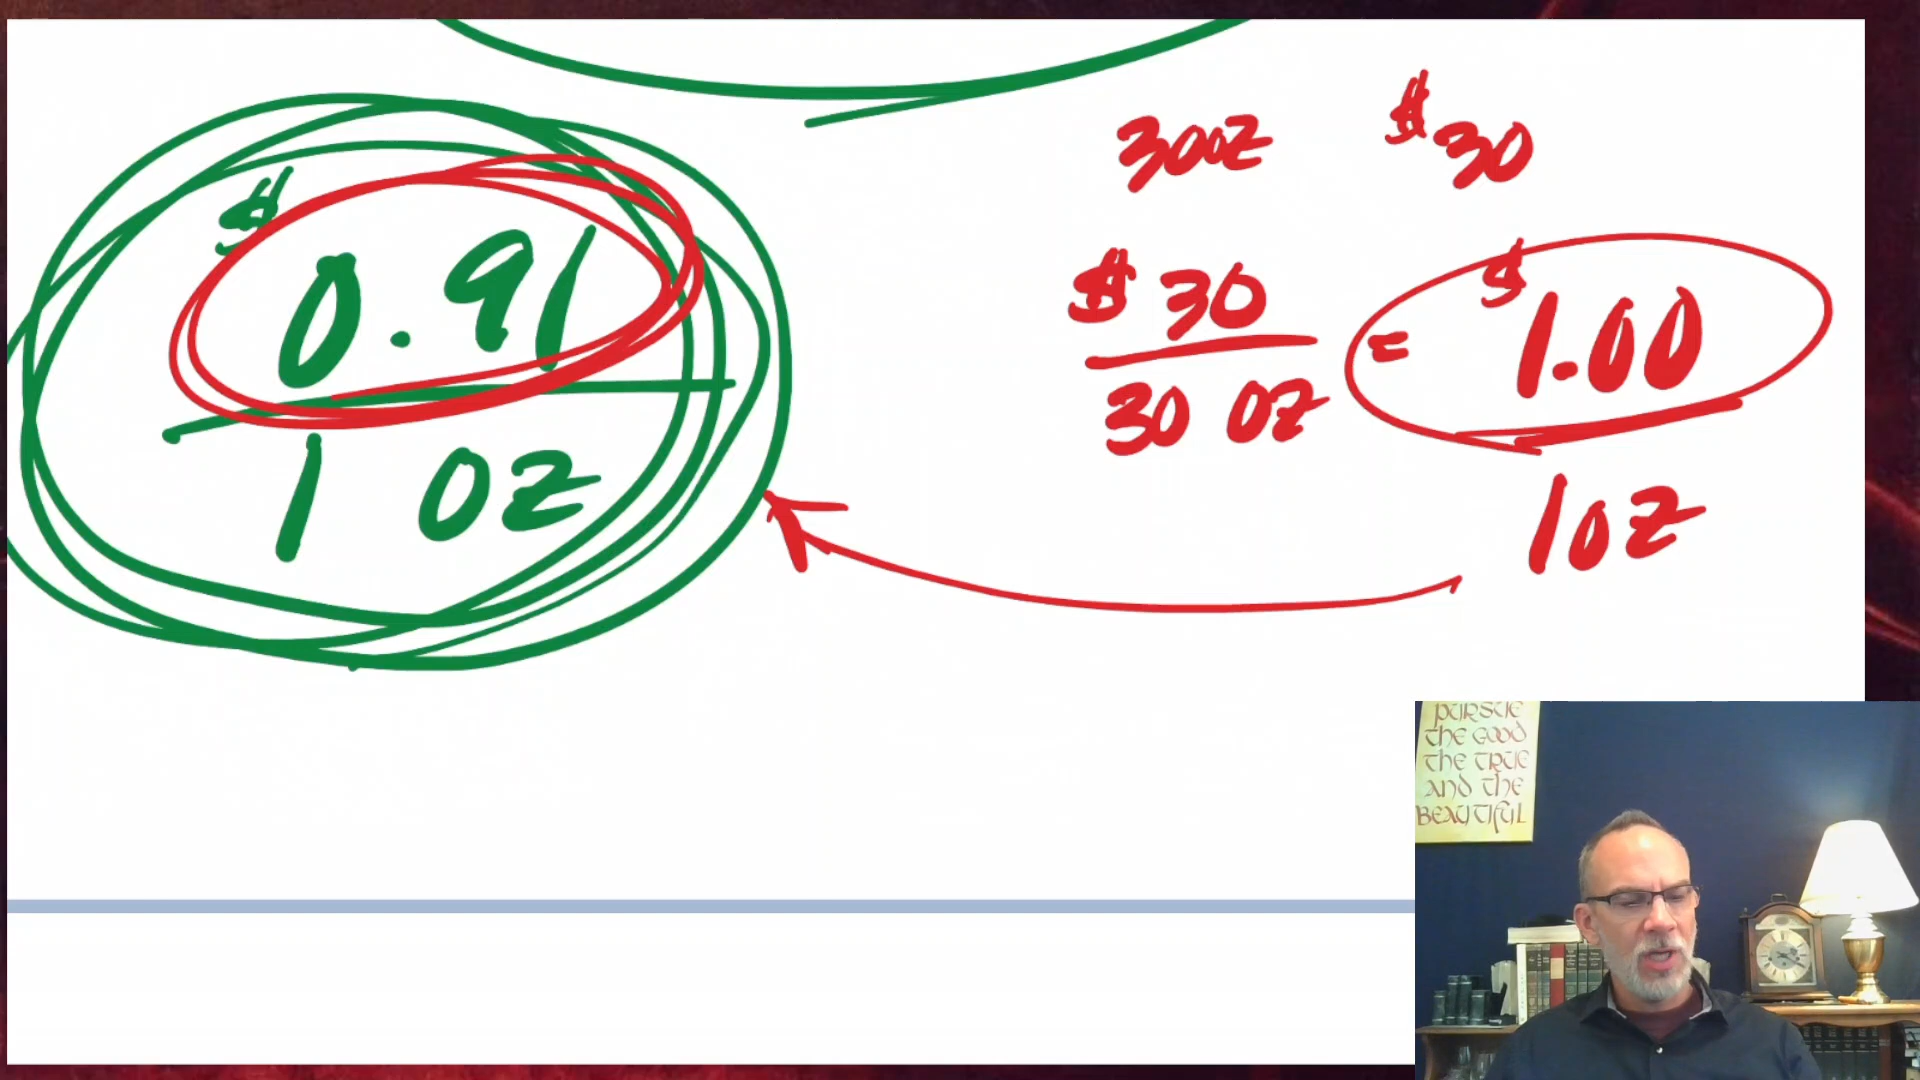 $ 0.91
1 oz
30oz $30
$ 30 = $1.00
30 oz 1oz
PURSUE
THE GOOD
THE TRUE
AND THE
BEAUTIFUL